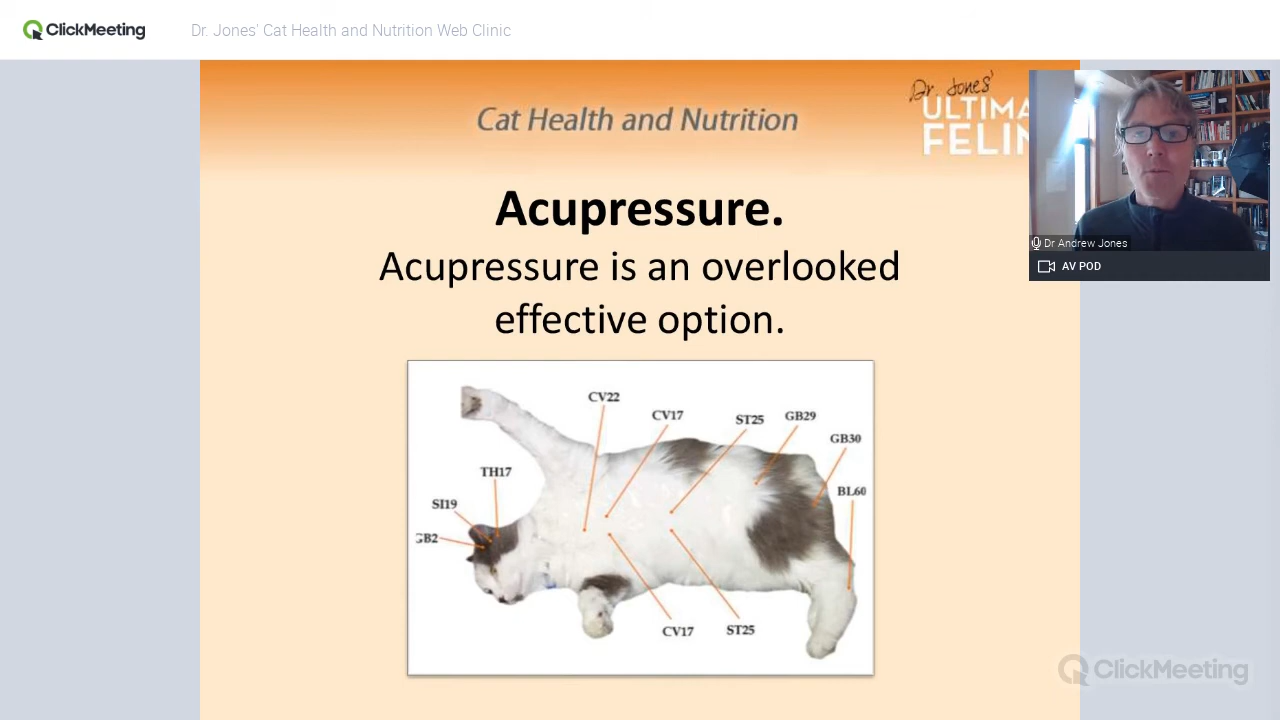 ClickMeeting
Dr. Jones' Cat Health and Nutrition Web Clinic
Dr. Jones'
ULTIMA
FELIN
Cat Health and Nutrition
Dr Andrew Jones
AV POD
Acupressure.
Acupressure is an overlooked
effective option.
CV22
CV17
ST25
GB29
GB30
TH17
BL60
SI19
GB2
CV17
ST25
ClickMeeting